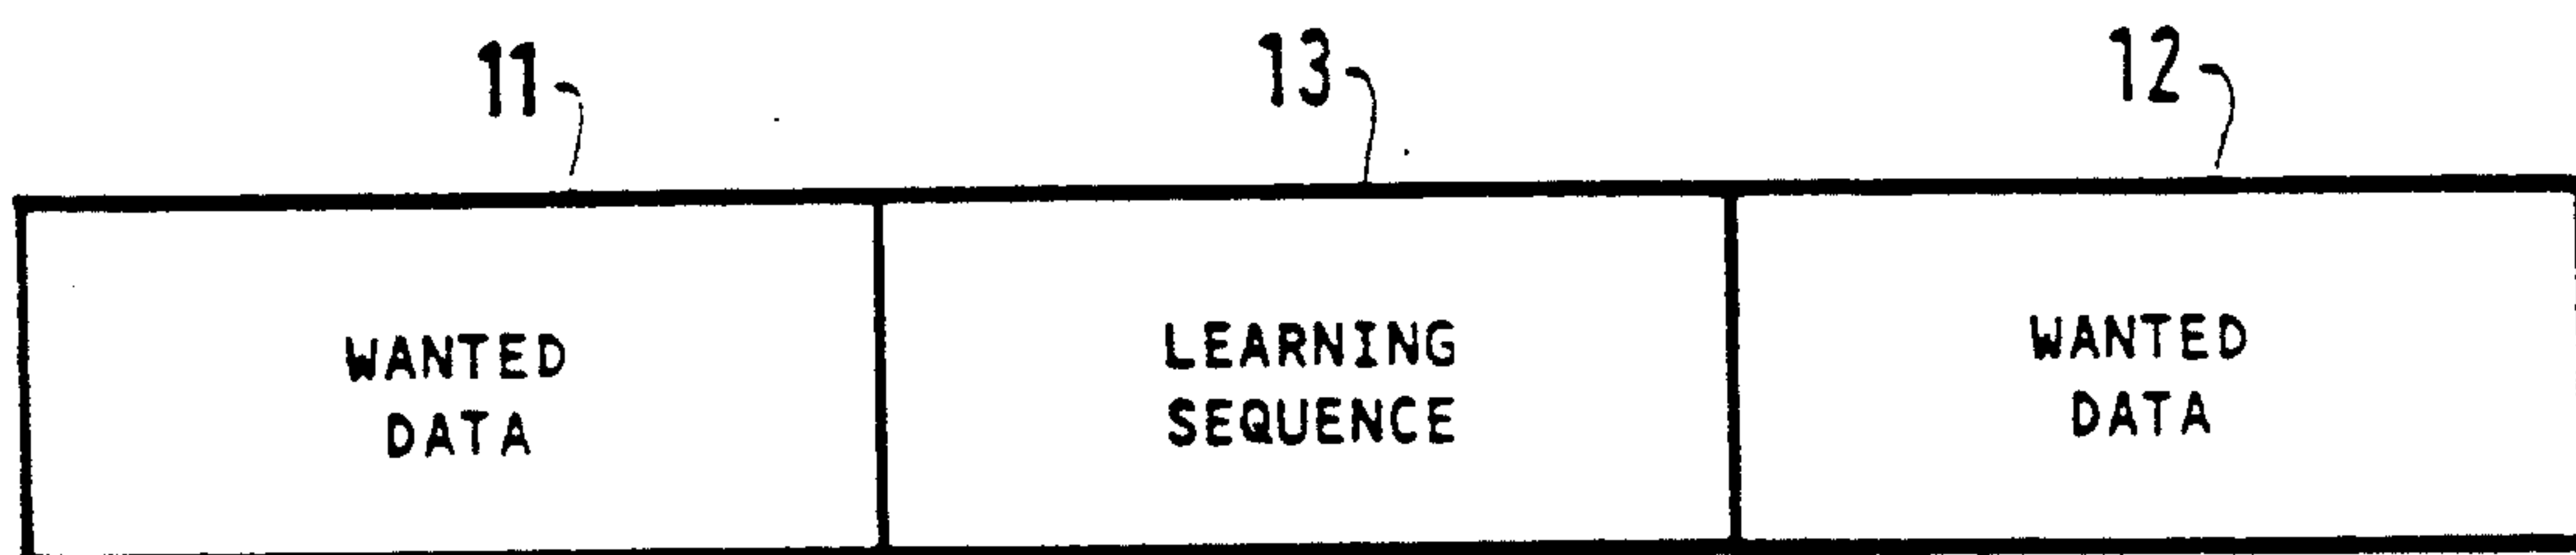 11 13 12
WANTED
DATA
LEARNING
SEQUENCE
WANTED
DATA